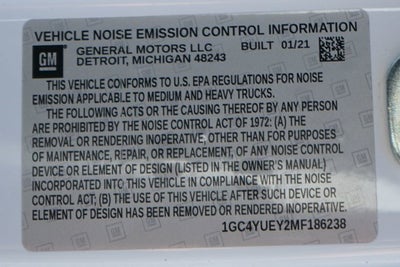 VEHICLE NOISE EMISSION CONTROL INFORMATION
GM GENERAL MOTORS LLC BUILT 01/21
DETROIT, MICHIGAN 48243
THIS VEHICLE CONFORMS TO U.S. EPA REGULATIONS FOR NOISE
EMISSION APPLICABLE TO MEDIUM AND HEAVY TRUCKS.
THE FOLLOWING ACTS OR THE CAUSING THEREOF BY ANY PERSON
ARE PROHIBITED BY THE NOISE CONTROL ACT OF 1972: (A) THE
REMOVAL OR RENDERING INOPERATIVE, OTHER THAN FOR PURPOSES
OF MAINTENANCE, REPAIR, OR REPLACEMENT, OF ANY NOISE CONTROL
DEVICE OR ELEMENT OF DESIGN (LISTED IN THE OWNER'S MANUAL)
INCORPORATED INTO THIS VEHICLE IN COMPLIANCE WITH THE NOISE
CONTROL ACT; (B) THE USE OF THIS VEHICLE AFTER SUCH DEVICE OR
ELEMENT OF DESIGN HAS BEEN REMOVED OR RENDERED INOPERATIVE.
1GC4YUEY2MF186238